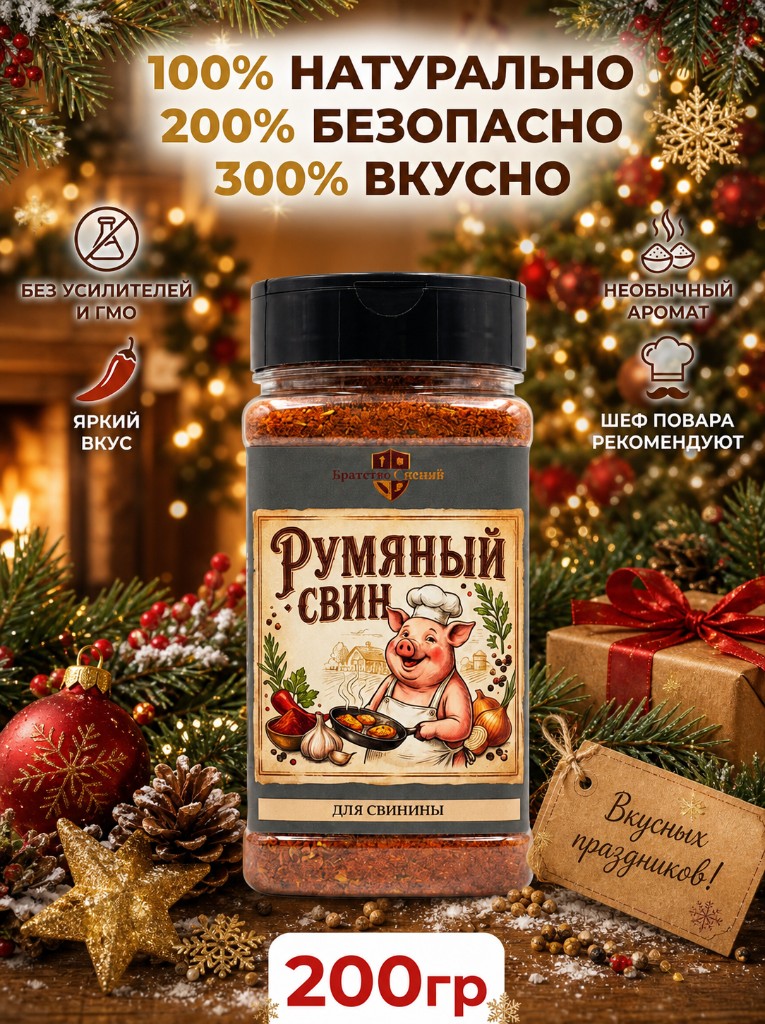 100% НАТУРАЛЬНО
200% БЕЗОПАСНО
300% ВКУСНО
БЕЗ УСИЛИТЕЛЕЙ
И ГМО
НЕОБЫЧНЫЙ
АРОМАТ
ЯРКИЙ
ВКУС
ШЕФ ПОВАРА
РЕКОМЕНДУЮТ
Братство
РУМЯНЫЙ
СВИН
ДЛЯ СВИНИНЫ
Вкусных
праздников!
200гр